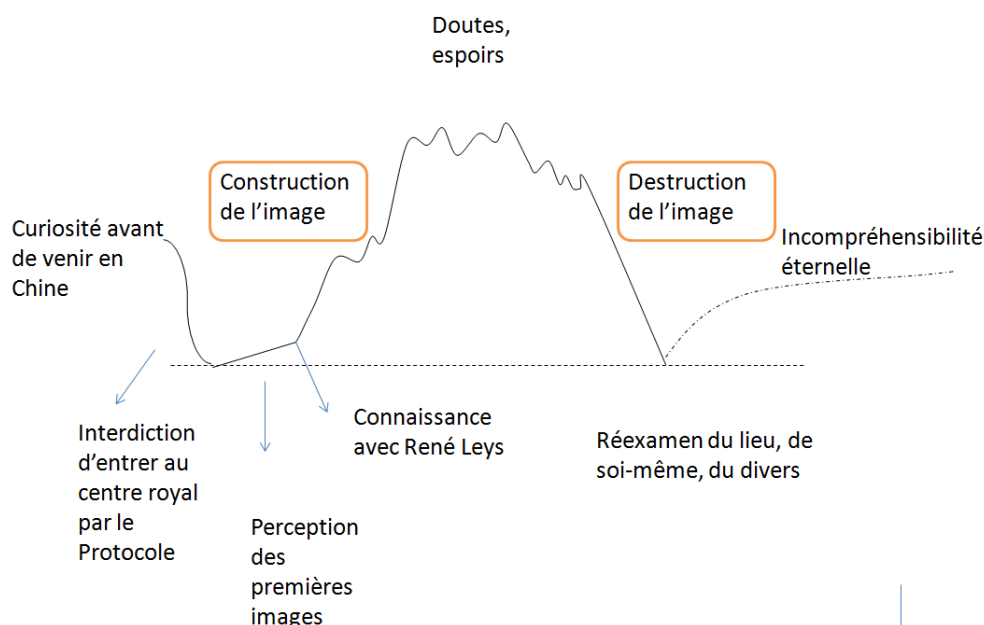 Doutes,
espoirs
Construction
de l’image
Destruction
de l’image
Curiosité avant
de venir en
Chine
Incompréhensibilité
éternelle
Interdiction
d’entrer au
centre royal
par le
Protocole
Perception
des
premières
images
Connaissance
avec René Leys
Réexamen du lieu, de
soi-même, du divers